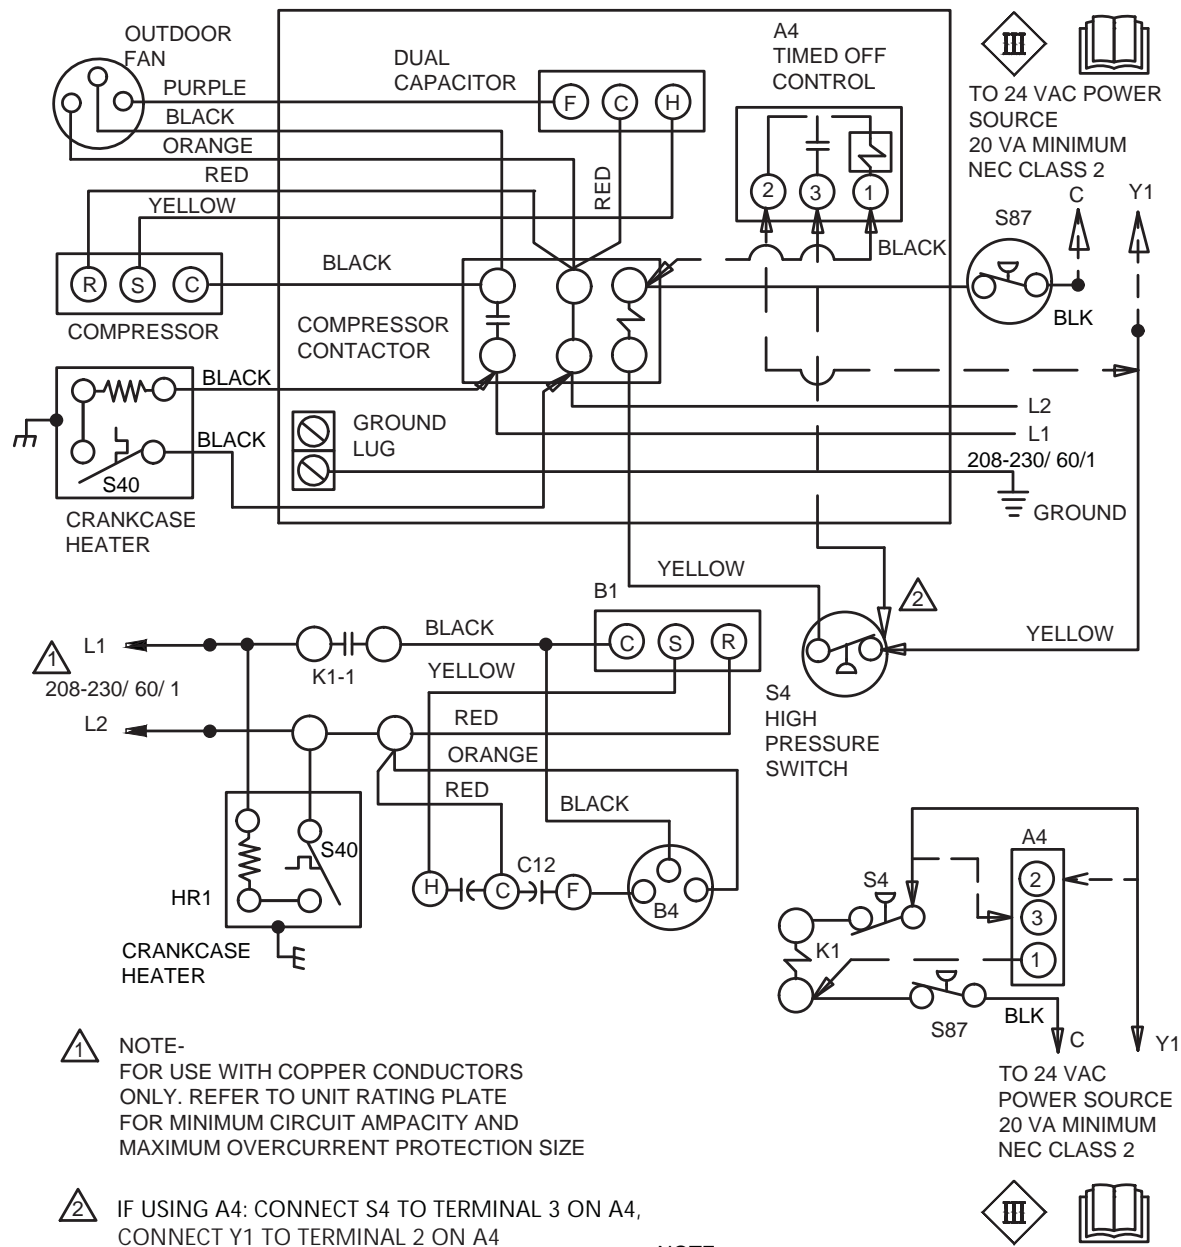 OUTDOOR
FAN
PURPLE
BLACK
ORANGE
RED
YELLOW
DUAL
CAPACITOR
F C H
RED
A4
TIMED OFF
CONTROL
2 3 1
BLACK
III
TO 24 VAC POWER
SOURCE
20 VA MINIMUM
NEC CLASS 2
C Y1
S87
BLK
R S C
COMPRESSOR
BLACK
COMPRESSOR
CONTACTOR
BLACK
BLACK
S40
CRANKCASE
HEATER
GROUND
LUG
L2
L1
208-230/ 60/1
GROUND
YELLOW
2
YELLOW
S4
HIGH
PRESSURE
SWITCH
B1
C S R
1
L1
208-230/ 60/ 1
L2
K1-1
BLACK
YELLOW
RED
ORANGE
RED
BLACK
S40
HR1
CRANKCASE
HEATER
H C F
C12
B4
A4
2
3
1
S4
K1
S87
BLK
C Y1
TO 24 VAC
POWER SOURCE
20 VA MINIMUM
NEC CLASS 2
III
1 NOTE-
FOR USE WITH COPPER CONDUCTORS
ONLY. REFER TO UNIT RATING PLATE
FOR MINIMUM CIRCUIT AMPACITY AND
MAXIMUM OVERCURRENT PROTECTION SIZE
2 IF USING A4: CONNECT S4 TO TERMINAL 3 ON A4,
CONNECT Y1 TO TERMINAL 2 ON A4